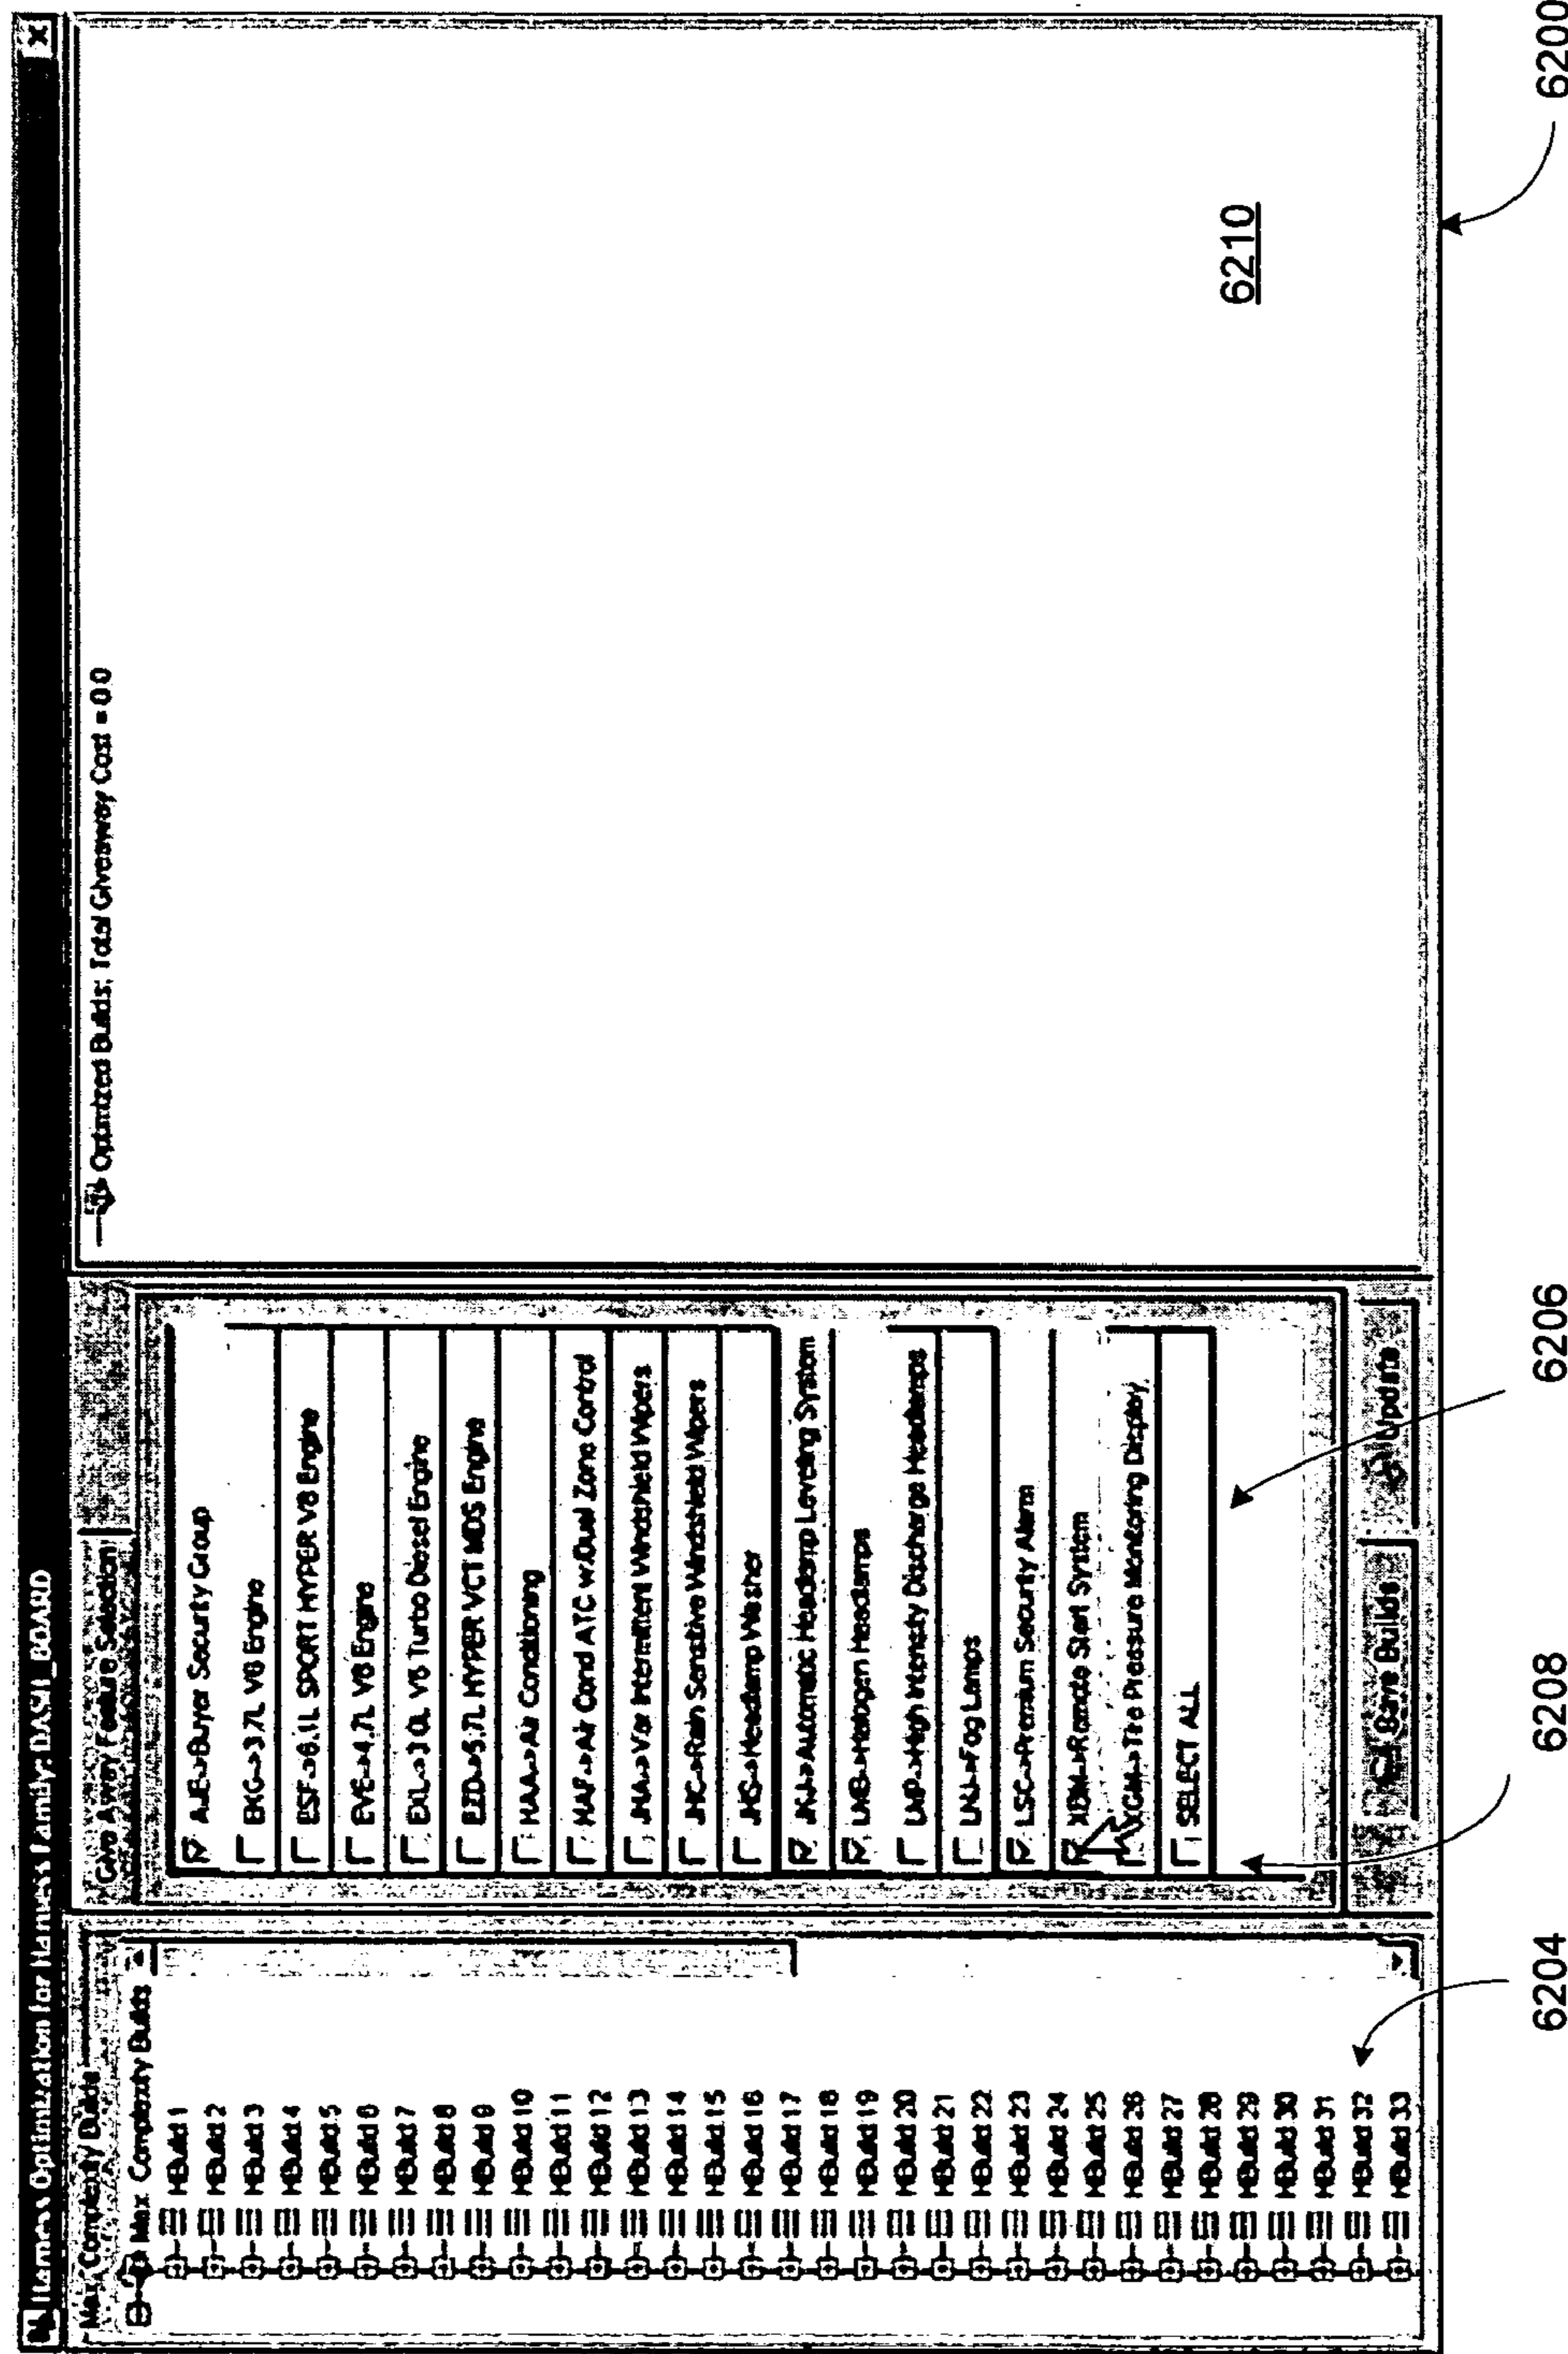 Harness Optimization for Harness Family: DASH_BOARD
Max Complexity Builds
Max Complexity Builds
HBuild 1
HBuild 2
HBuild 3
HBuild 4
HBuild 5
HBuild 6
HBuild 7
HBuild 8
HBuild 9
HBuild 10
HBuild 11
HBuild 12
HBuild 13
HBuild 14
HBuild 15
HBuild 16
HBuild 17
HBuild 18
HBuild 19
HBuild 20
HBuild 21
HBuild 22
HBuild 23
HBuild 24
HBuild 25
HBuild 26
HBuild 27
HBuild 28
HBuild 29
HBuild 30
HBuild 31
HBuild 32
HBuild 33
Give Away Feature Selection
AJE->Buyer Security Group
EKG->3.7L V6 Engine
ESF->6.1L SPORT HYPER V8 Engine
EVE->4.7L V8 Engine
EXL->3.0L V6 Turbo Diesel Engine
EZD->5.7L HYPER VCT MDS Engine
HAA->Air Conditioning
HAF->Air Cond ATC w/Dual Zone Control
JHA->Var Intermittent Windshield Wipers
JHC->Rain Sensitive Windshield Wipers
JHS->Headlamp Washer
JKJ->Automatic Headlamp Leveling System
LMB->Halogen Headlamps
LMP->High Intensity Discharge Headlamps
LNJ->Fog Lamps
LSC->Premium Security Alarm
XBM->Remote Start System
XGM->Tire Pressure Monitoring Display
SELECT ALL
Save Builds
Update
Optimized Builds: Total Giveaway Cost = 0.0
6210
6204
6208
6206
6200